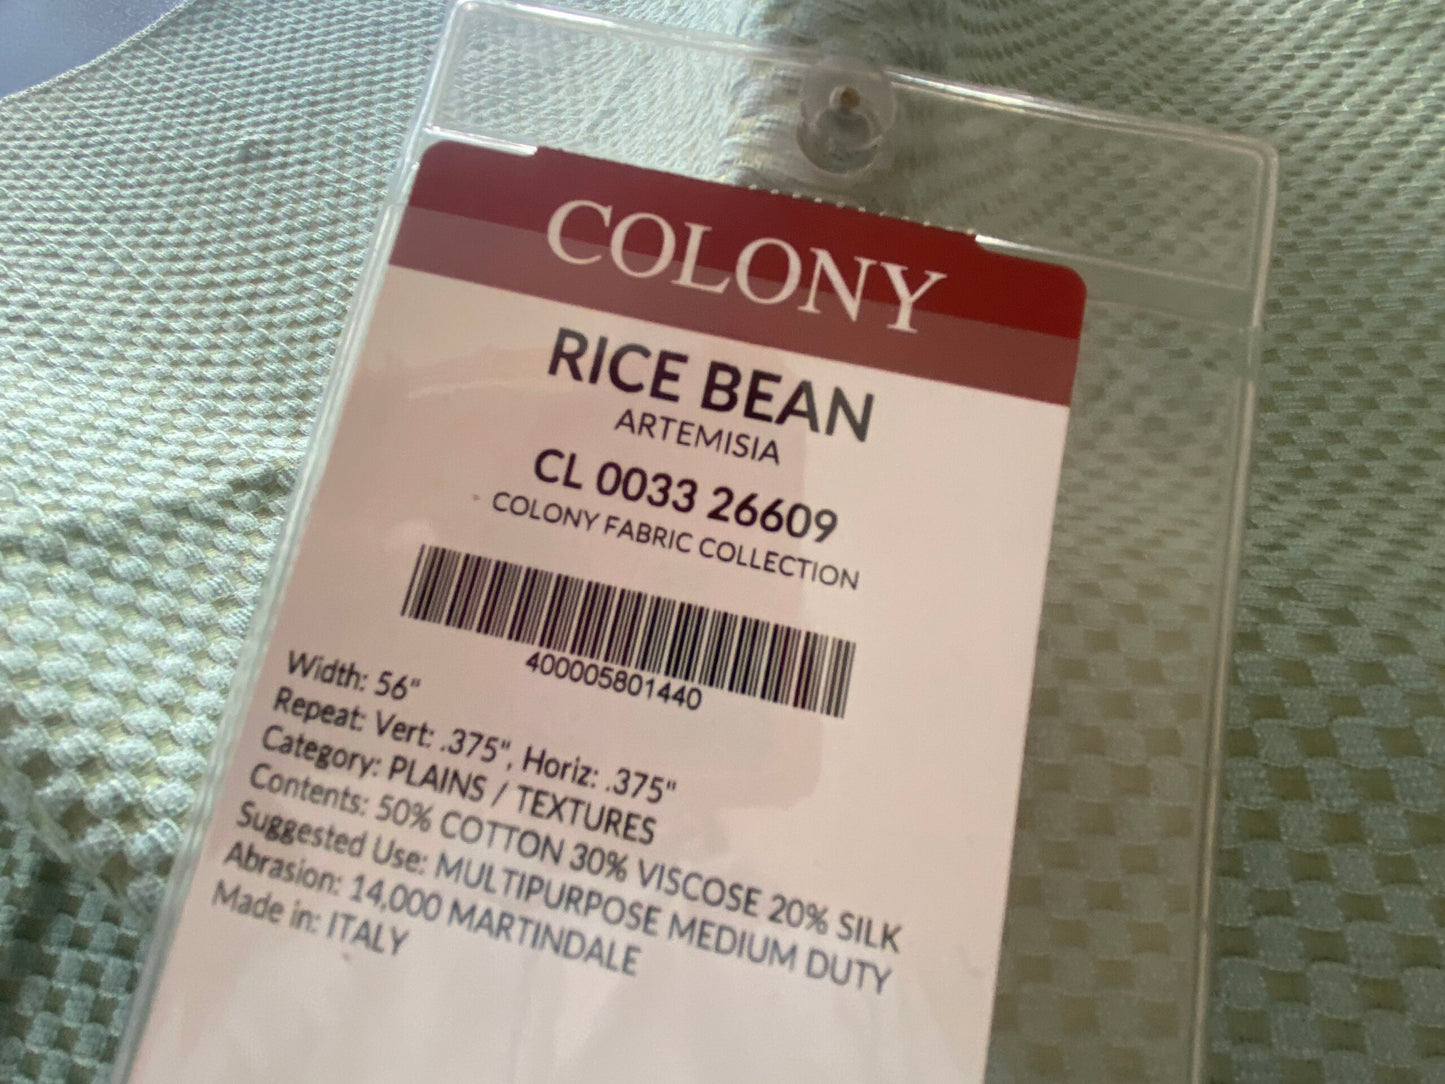 COLONY
RICE BEAN
ARTEMISIA
CL 0033 26609
COLONY FABRIC COLLECTION
400005801440
Width: 56"
Repeat: Vert: .375", Horiz: .375"
Category: PLAINS / TEXTURES
Contents: 50% COTTON 30% VISCOSE 20% SILK
Suggested Use: MULTIPURPOSE MEDIUM DUTY
Abrasion: 14,000 MARTINDALE
Made in: ITALY